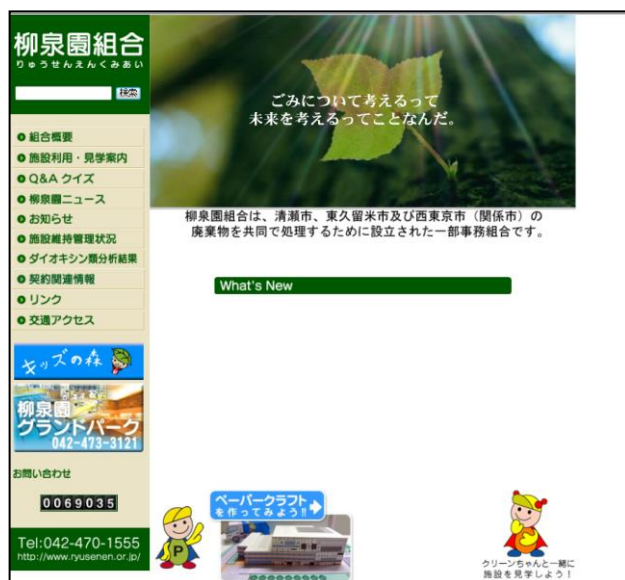 柳泉園組合
りゅうせんえんくみあい
検索
組合概要
施設利用・見学案内
Q&A クイズ
柳泉園ニュース
お知らせ
施設維持管理状況
ダイオキシン類分析結果
契約関連情報
リンク
交通アクセス
キッズの森
柳泉園
グランドパーク
042-473-3121
お問い合わせ
0069035
Tel:042-470-1555
http://www.ryusenen.or.jp/
ごみについて考えるって
未来を考えるってことなんだ。
柳泉園組合は、清瀬市、東久留米市及び西東京市（関係市）の
廃棄物を共同で処理するために設立された一部事務組合です。
What's New
P
ペーパークラフト
を作ってみよう!!
クリーンちゃんと一緒に
施設を見学しよう！